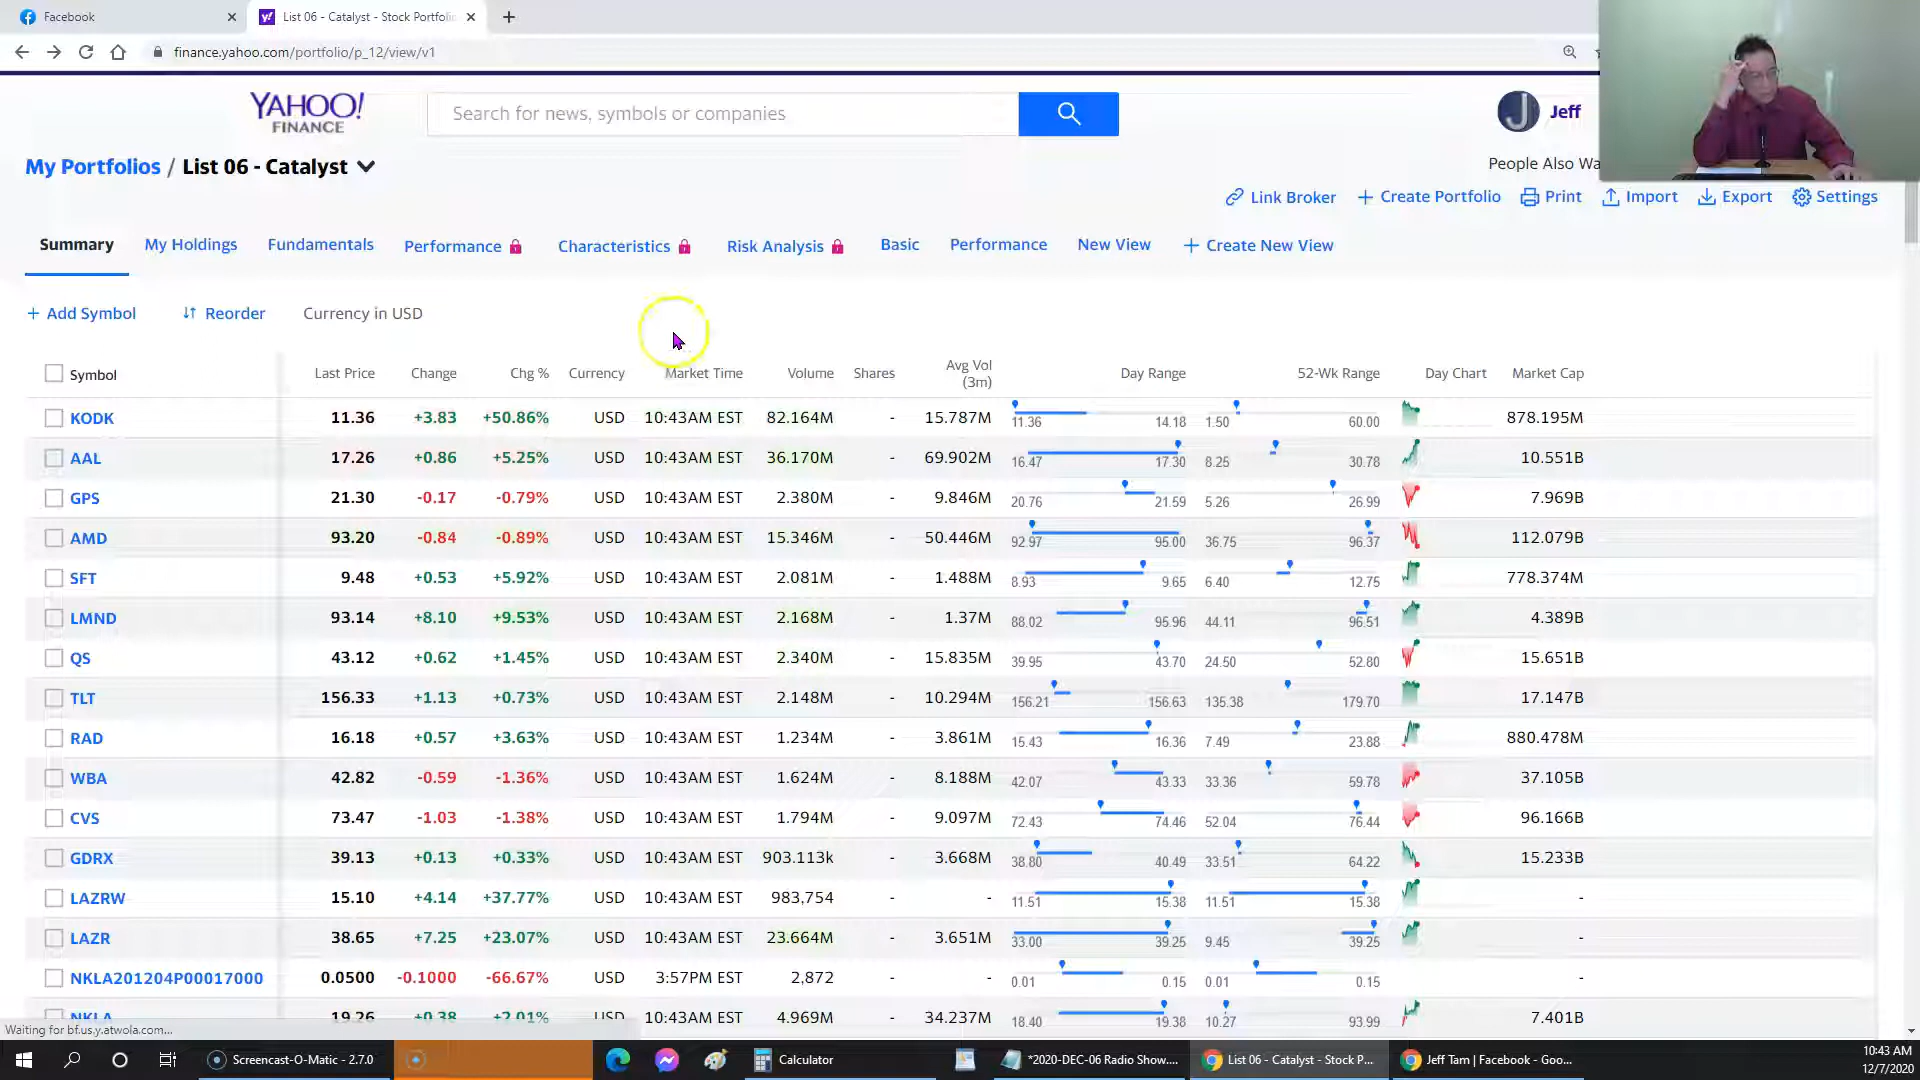 Facebook
List 06 - Catalyst - Stock Portfolio
finance.yahoo.com/portfolio/p_12/view/v1
YAHOO!
FINANCE
Search for news, symbols or companies
J Jeff
My Portfolios / List 06 - Catalyst
People Also Wa
Link Broker + Create Portfolio Print Import Export Settings
Summary My Holdings Fundamentals Performance Characteristics Risk Analysis Basic Performance New View + Create New View
+ Add Symbol Reorder Currency in USD
Symbol Last Price Change Chg % Currency Market Time Volume Shares Avg Vol (3m) Day Range 52-Wk Range Day Chart Market Cap
KODK 11.36 +3.83 +50.86% USD 10:43AM EST 82.164M - 15.787M 11.36 14.18 1.50 60.00 878.195M
AAL 17.26 +0.86 +5.25% USD 10:43AM EST 36.170M - 69.902M 16.47 17.30 8.25 30.78 10.551B
GPS 21.30 -0.17 -0.79% USD 10:43AM EST 2.380M - 9.846M 20.76 21.59 5.26 26.99 7.969B
AMD 93.20 -0.84 -0.89% USD 10:43AM EST 15.346M - 50.446M 92.97 95.00 36.75 96.37 112.079B
SFT 9.48 +0.53 +5.92% USD 10:43AM EST 2.081M - 1.488M 8.93 9.65 6.40 12.75 778.374M
LMND 93.14 +8.10 +9.53% USD 10:43AM EST 2.168M - 1.37M 88.02 95.96 44.11 96.51 4.389B
QS 43.12 +0.62 +1.45% USD 10:43AM EST 2.340M - 15.835M 39.95 43.70 24.50 52.80 15.651B
TLT 156.33 +1.13 +0.73% USD 10:43AM EST 2.148M - 10.294M 156.21 156.63 135.38 179.70 17.147B
RAD 16.18 +0.57 +3.63% USD 10:43AM EST 1.234M - 3.861M 15.43 16.36 7.49 23.88 880.478M
WBA 42.82 -0.59 -1.36% USD 10:43AM EST 1.624M - 8.188M 42.07 43.33 33.36 59.78 37.105B
CVS 73.47 -1.03 -1.38% USD 10:43AM EST 1.794M - 9.097M 72.43 74.46 52.04 76.44 96.166B
GDRX 39.13 +0.13 +0.33% USD 10:43AM EST 903.113k - 3.668M 38.80 40.49 33.51 64.22 15.233B
LAZRW 15.10 +4.14 +37.77% USD 10:43AM EST 983,754 - - 11.51 15.38 11.51 15.38 -
LAZR 38.65 +7.25 +23.07% USD 10:43AM EST 23.664M - 3.651M 33.00 39.25 9.45 39.25 -
NKLA201204P00017000 0.0500 -0.1000 -66.67% USD 3:57PM EST 2,872 - - 0.01 0.15 0.01 0.15 -
NKLA 19.26 +0.38 +2.01% USD 10:43AM EST 4.969M - 34.237M 18.40 19.38 10.27 93.99 7.401B
Waiting for bf.us.y.atwola.com...
Screencast-O-Matic - 2.7.0 Calculator *2020-DEC-06 Radio Show.... List 06 - Catalyst - Stock P... Jeff Tam | Facebook - Goo... 10:43 AM
12/7/2020